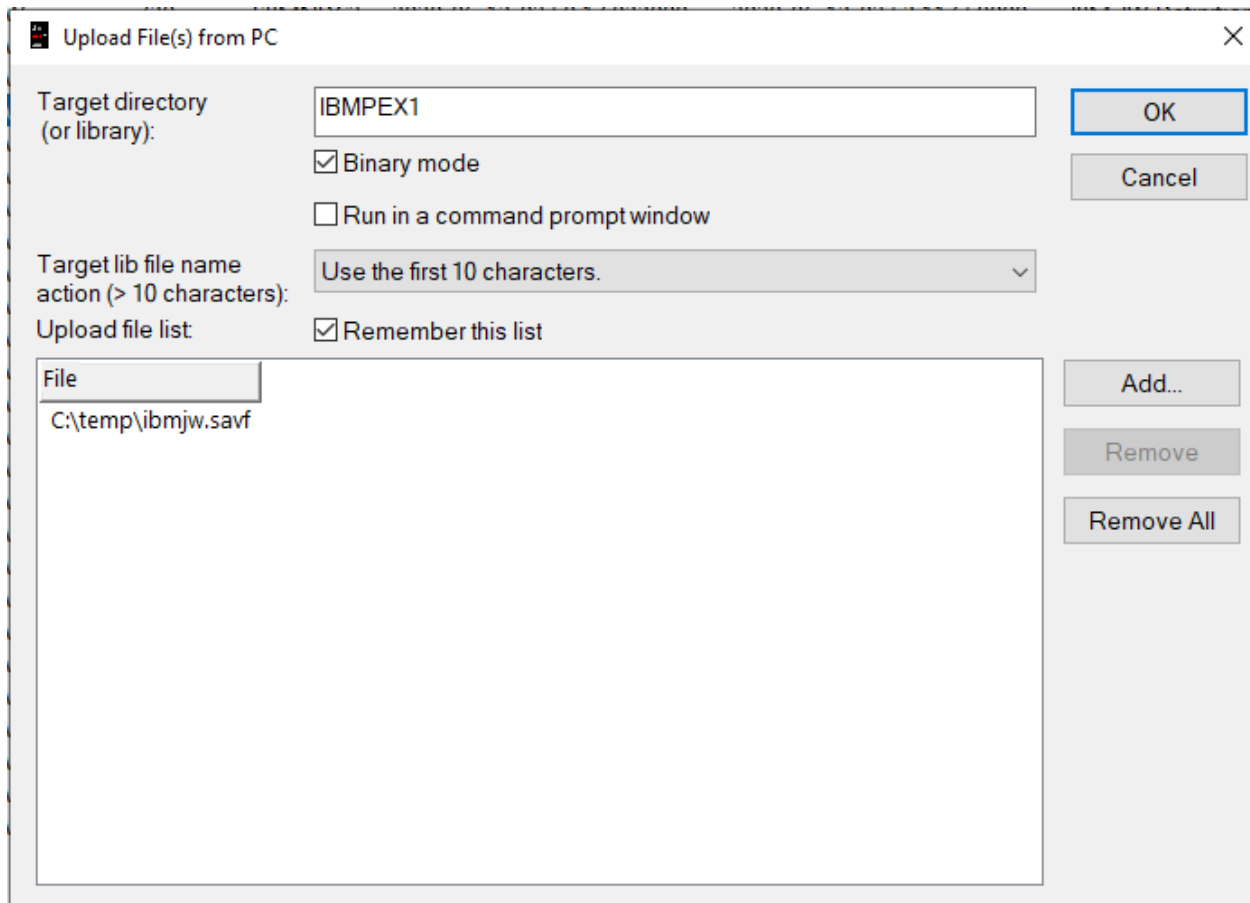 Upload File(s) from PC
Target directory
(or library):
IBMPEX1
OK
Binary mode
Cancel
Run in a command prompt window
Target lib file name
action (> 10 characters):
Use the first 10 characters.
Upload file list:
Remember this list
File
Add...
C:\temp\ibmjw.savf
Remove
Remove All